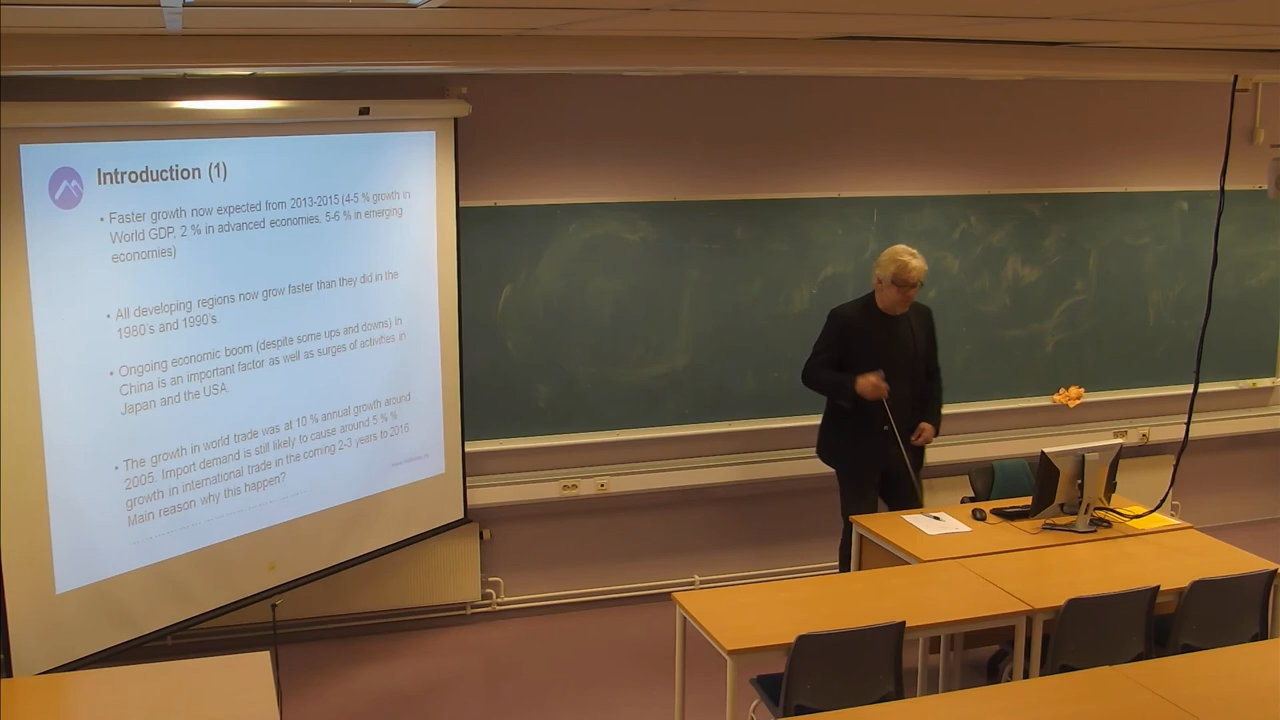 Introduction (1)
• Faster growth now expected from 2013-2015 (4-5 % growth in
World GDP, 2 % in advanced economies, 5-6 % in emerging
economies)
• All developing regions now grow faster than they did in the
1980's and 1990's.
• Ongoing economic boom (despite some ups and downs) in
China is an important factor as well as surges of activities in
Japan and the USA.
• The growth in world trade was at 10 % annual growth around
2005. Import demand is still likely to cause around 5 % %
growth in international trade in the coming 2-3 years to 2016.
Main reason why this happen?